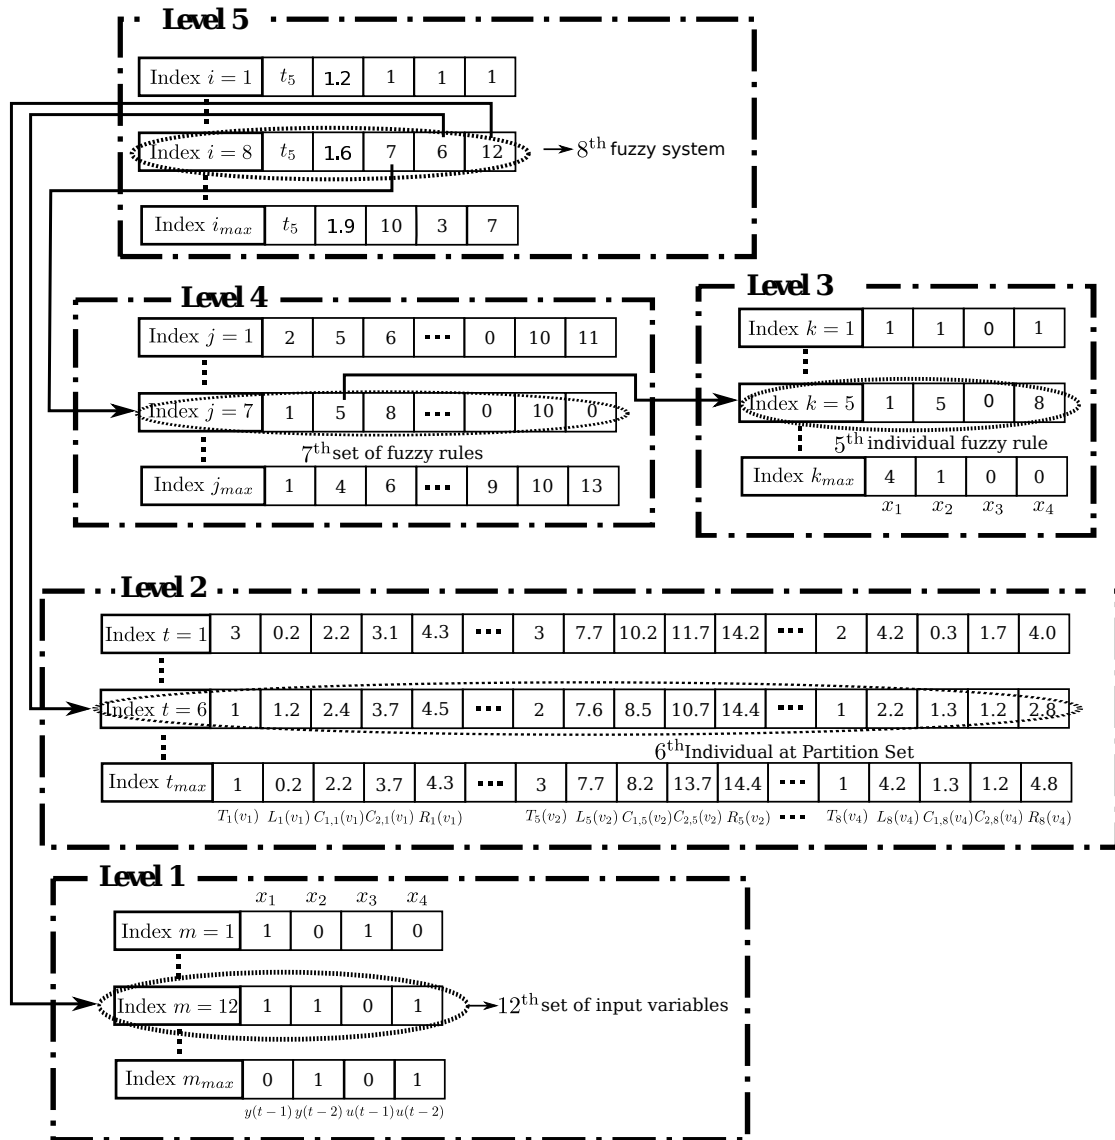 Level 5
Index i = 1 t5 1.2 1 1 1
Index i = 8 t5 1.6 7 6 12
8th fuzzy system
Index imax t5 1.9 10 3 7
Level 4
Index j = 1 2 5 6 ... 0 10 11
Index j = 7 1 5 8 ... 0 10 0
7th set of fuzzy rules
Index jmax 1 4 6 ... 9 10 13
Level 3
Index k = 1 1 1 0 1
Index k = 5 1 5 0 8
5th individual fuzzy rule
Index kmax 4 1 0 0
x1 x2 x3 x4
Level 2
Index t = 1 3 0.2 2.2 3.1 4.3 ... 3 7.7 10.2 11.7 14.2 ... 2 4.2 0.3 1.7 4.0
Index t = 6 1 1.2 2.4 3.7 4.5 ... 2 7.6 8.5 10.7 14.4 ... 1 2.2 1.3 1.2 2.8
6th Individual at Partition Set
Index tmax 1 0.2 2.2 3.7 4.3 ... 3 7.7 8.2 13.7 14.4 ... 1 4.2 1.3 1.2 4.8
T1(v1) L1(v1) C1,1(v1) C2,1(v1) R1(v1) T5(v2) L5(v2) C1,5(v2) C2,5(v2) R5(v2) ... T8(v4) L8(v4) C1,8(v4) C2,8(v4) R8(v4)
Level 1
x1 x2 x3 x4
Index m = 1 1 0 1 0
Index m = 12 1 1 0 1
12th set of input variables
Index mmax 0 1 0 1
y(t − 1) y(t − 2) u(t − 1) u(t − 2)